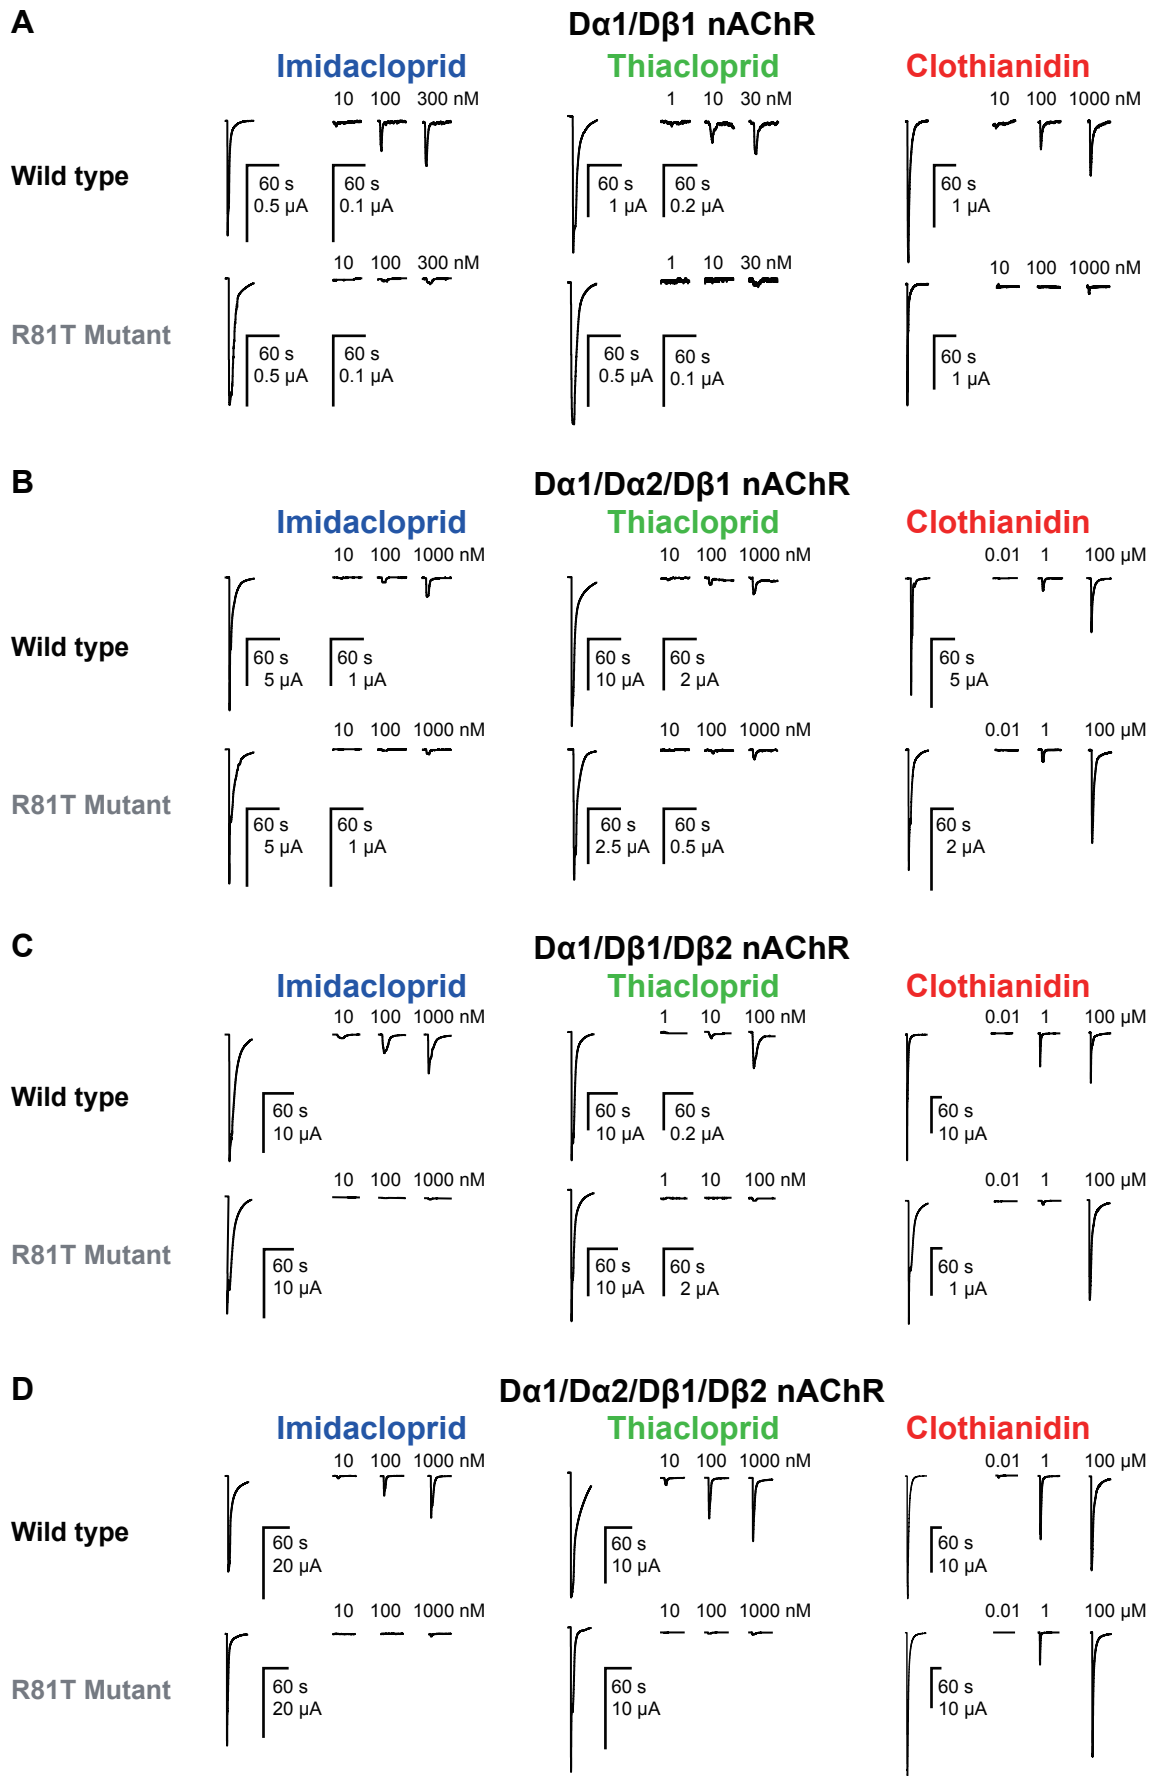 A
Dα1/Dβ1 nAChR
Imidacloprid Thiacloprid Clothianidin
10 100 300 nM 1 10 30 nM 10 100 1000 nM
Wild type
60 s 60 s 60 s 60 s 60 s
0.5 µA 0.1 µA 1 µA 0.2 µA 1 µA
10 100 300 nM 1 10 30 nM 10 100 1000 nM
R81T Mutant
60 s 60 s 60 s 60 s 60 s
0.5 µA 0.1 µA 0.5 µA 0.1 µA 1 µA
B
Dα1/Dα2/Dβ1 nAChR
Imidacloprid Thiacloprid Clothianidin
10 100 1000 nM 10 100 1000 nM 0.01 1 100 µM
Wild type
60 s 60 s 60 s 60 s 60 s
5 µA 1 µA 10 µA 2 µA 5 µA
10 100 1000 nM 10 100 1000 nM 0.01 1 100 µM
R81T Mutant
60 s 60 s 60 s 60 s 60 s
5 µA 1 µA 2.5 µA 0.5 µA 2 µA
C
Dα1/Dβ1/Dβ2 nAChR
Imidacloprid Thiacloprid Clothianidin
10 100 1000 nM 1 10 100 nM 0.01 1 100 µM
Wild type
60 s 60 s 60 s 60 s
10 µA 10 µA 0.2 µA 10 µA
10 100 1000 nM 1 10 100 nM 0.01 1 100 µM
R81T Mutant
60 s 60 s 60 s 60 s
10 µA 10 µA 2 µA 1 µA
D
Dα1/Dα2/Dβ1/Dβ2 nAChR
Imidacloprid Thiacloprid Clothianidin
10 100 1000 nM 10 100 1000 nM 0.01 1 100 µM
Wild type
60 s 60 s 60 s
20 µA 10 µA 10 µA
10 100 1000 nM 10 100 1000 nM 0.01 1 100 µM
R81T Mutant
60 s 60 s 60 s
20 µA 10 µA 10 µA